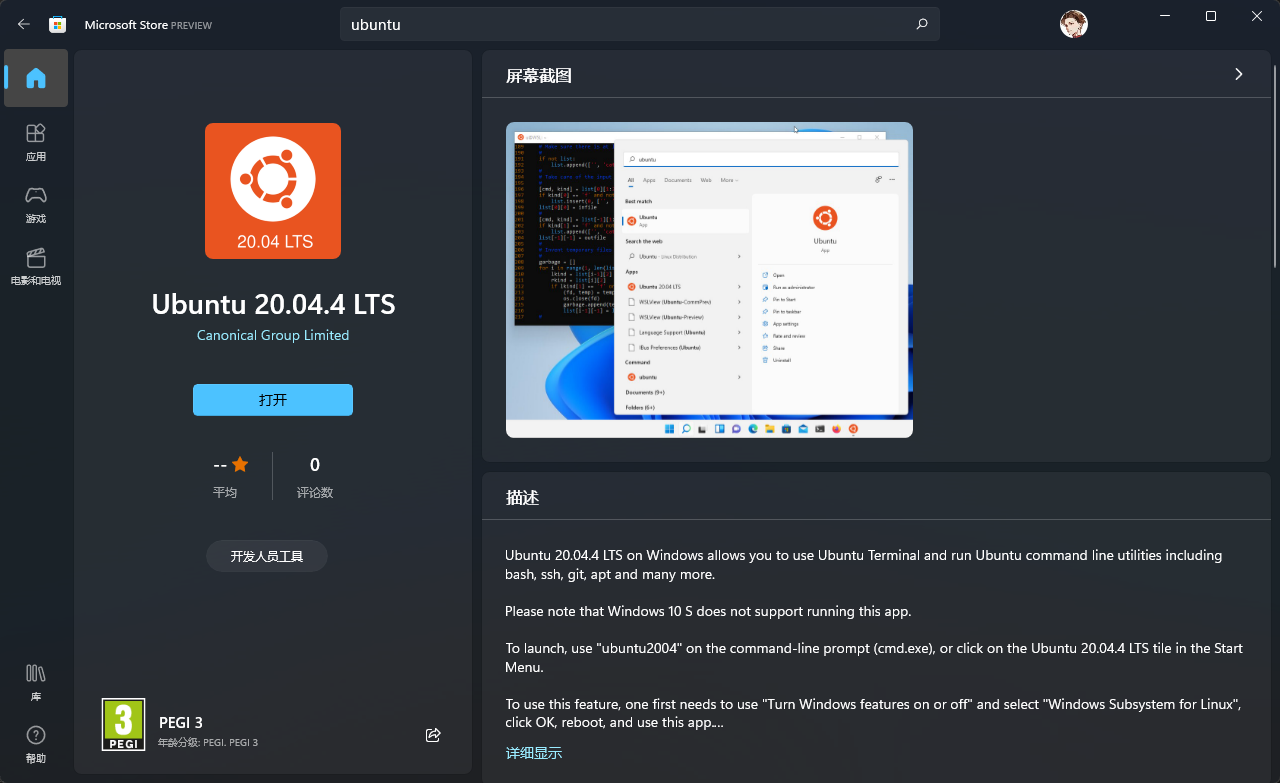 Microsoft Store PREVIEW
ubuntu
应用
游戏
电影和电视
库
帮助
20.04 LTS
Ubuntu 20.04.4 LTS
Canonical Group Limited
打开
--
平均
0
评论数
开发人员工具
3
PEGI
PEGI 3
年龄分级: PEGI. PEGI 3
屏幕截图
ubuntu
All Apps Documents Web More
Best match
Ubuntu
App
Search the web
Ubuntu - Linux Distribution
Apps
Ubuntu 20.04 LTS
WSLView (Ubuntu-CommPrev)
WSLView (Ubuntu-Preview)
Language Support (Ubuntu)
IBus Preferences (Ubuntu)
Command
ubuntu
Documents (9+)
Folders (6+)
Ubuntu
App
Open
Run as administrator
Pin to Start
Pin to taskbar
App settings
Rate and review
Share
Uninstall
描述
Ubuntu 20.04.4 LTS on Windows allows you to use Ubuntu Terminal and run Ubuntu command line utilities including
bash, ssh, git, apt and many more.
Please note that Windows 10 S does not support running this app.
To launch, use "ubuntu2004" on the command-line prompt (cmd.exe), or click on the Ubuntu 20.04.4 LTS tile in the Start
Menu.
To use this feature, one first needs to use "Turn Windows features on or off" and select "Windows Subsystem for Linux",
click OK, reboot, and use this app....
详细显示